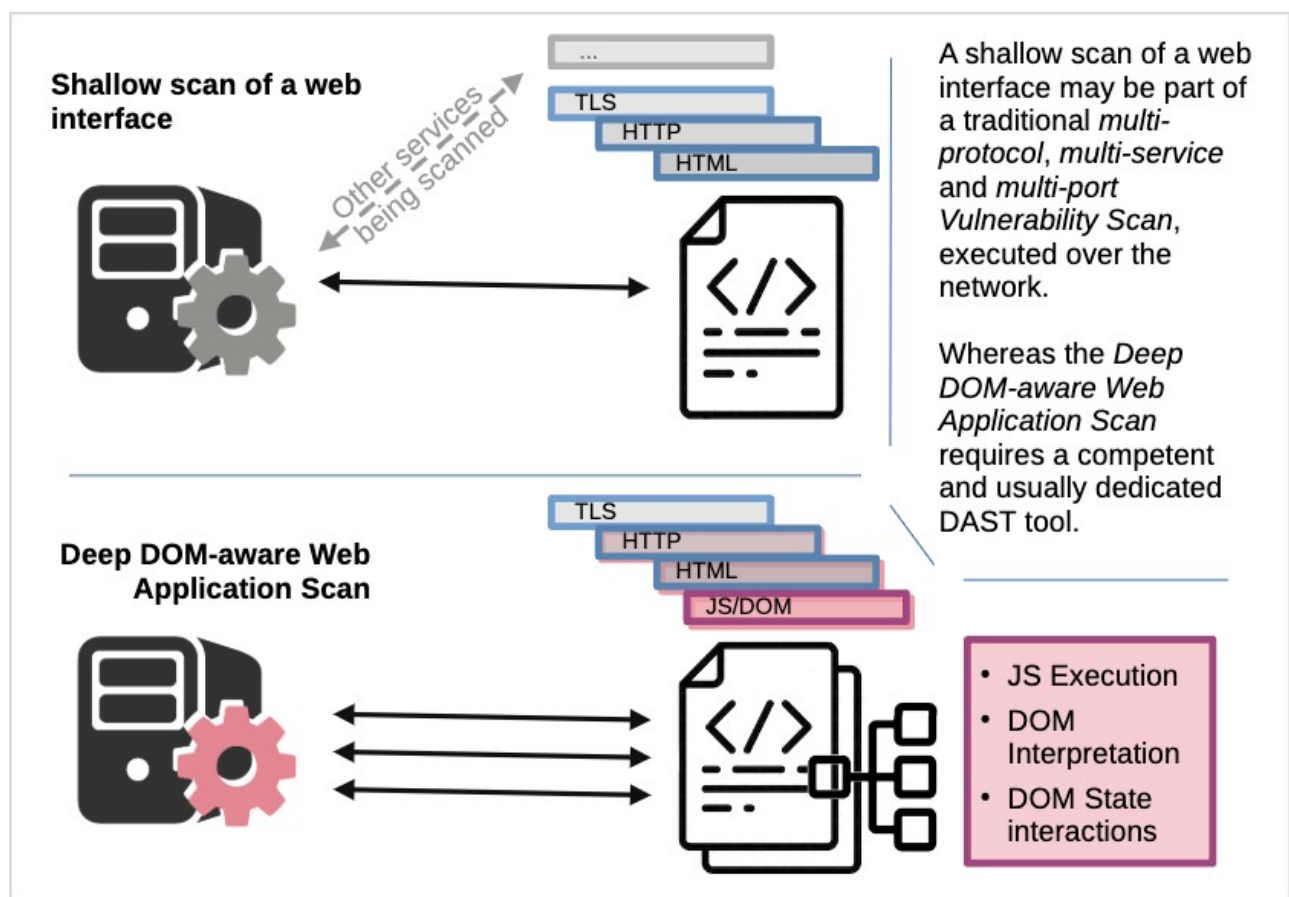 Shallow scan of a web
interface
Other services
being scanned
...
TLS
HTTP
HTML
A shallow scan of a web
interface may be part of
a traditional multi-
protocol, multi-service
and multi-port
Vulnerability Scan,
executed over the
network.
Whereas the Deep
DOM-aware Web
Application Scan
requires a competent
and usually dedicated
DAST tool.
Deep DOM-aware Web
Application Scan
TLS
HTTP
HTML
JS/DOM
</>
</>
• JS Execution
• DOM
Interpretation
• DOM State
interactions